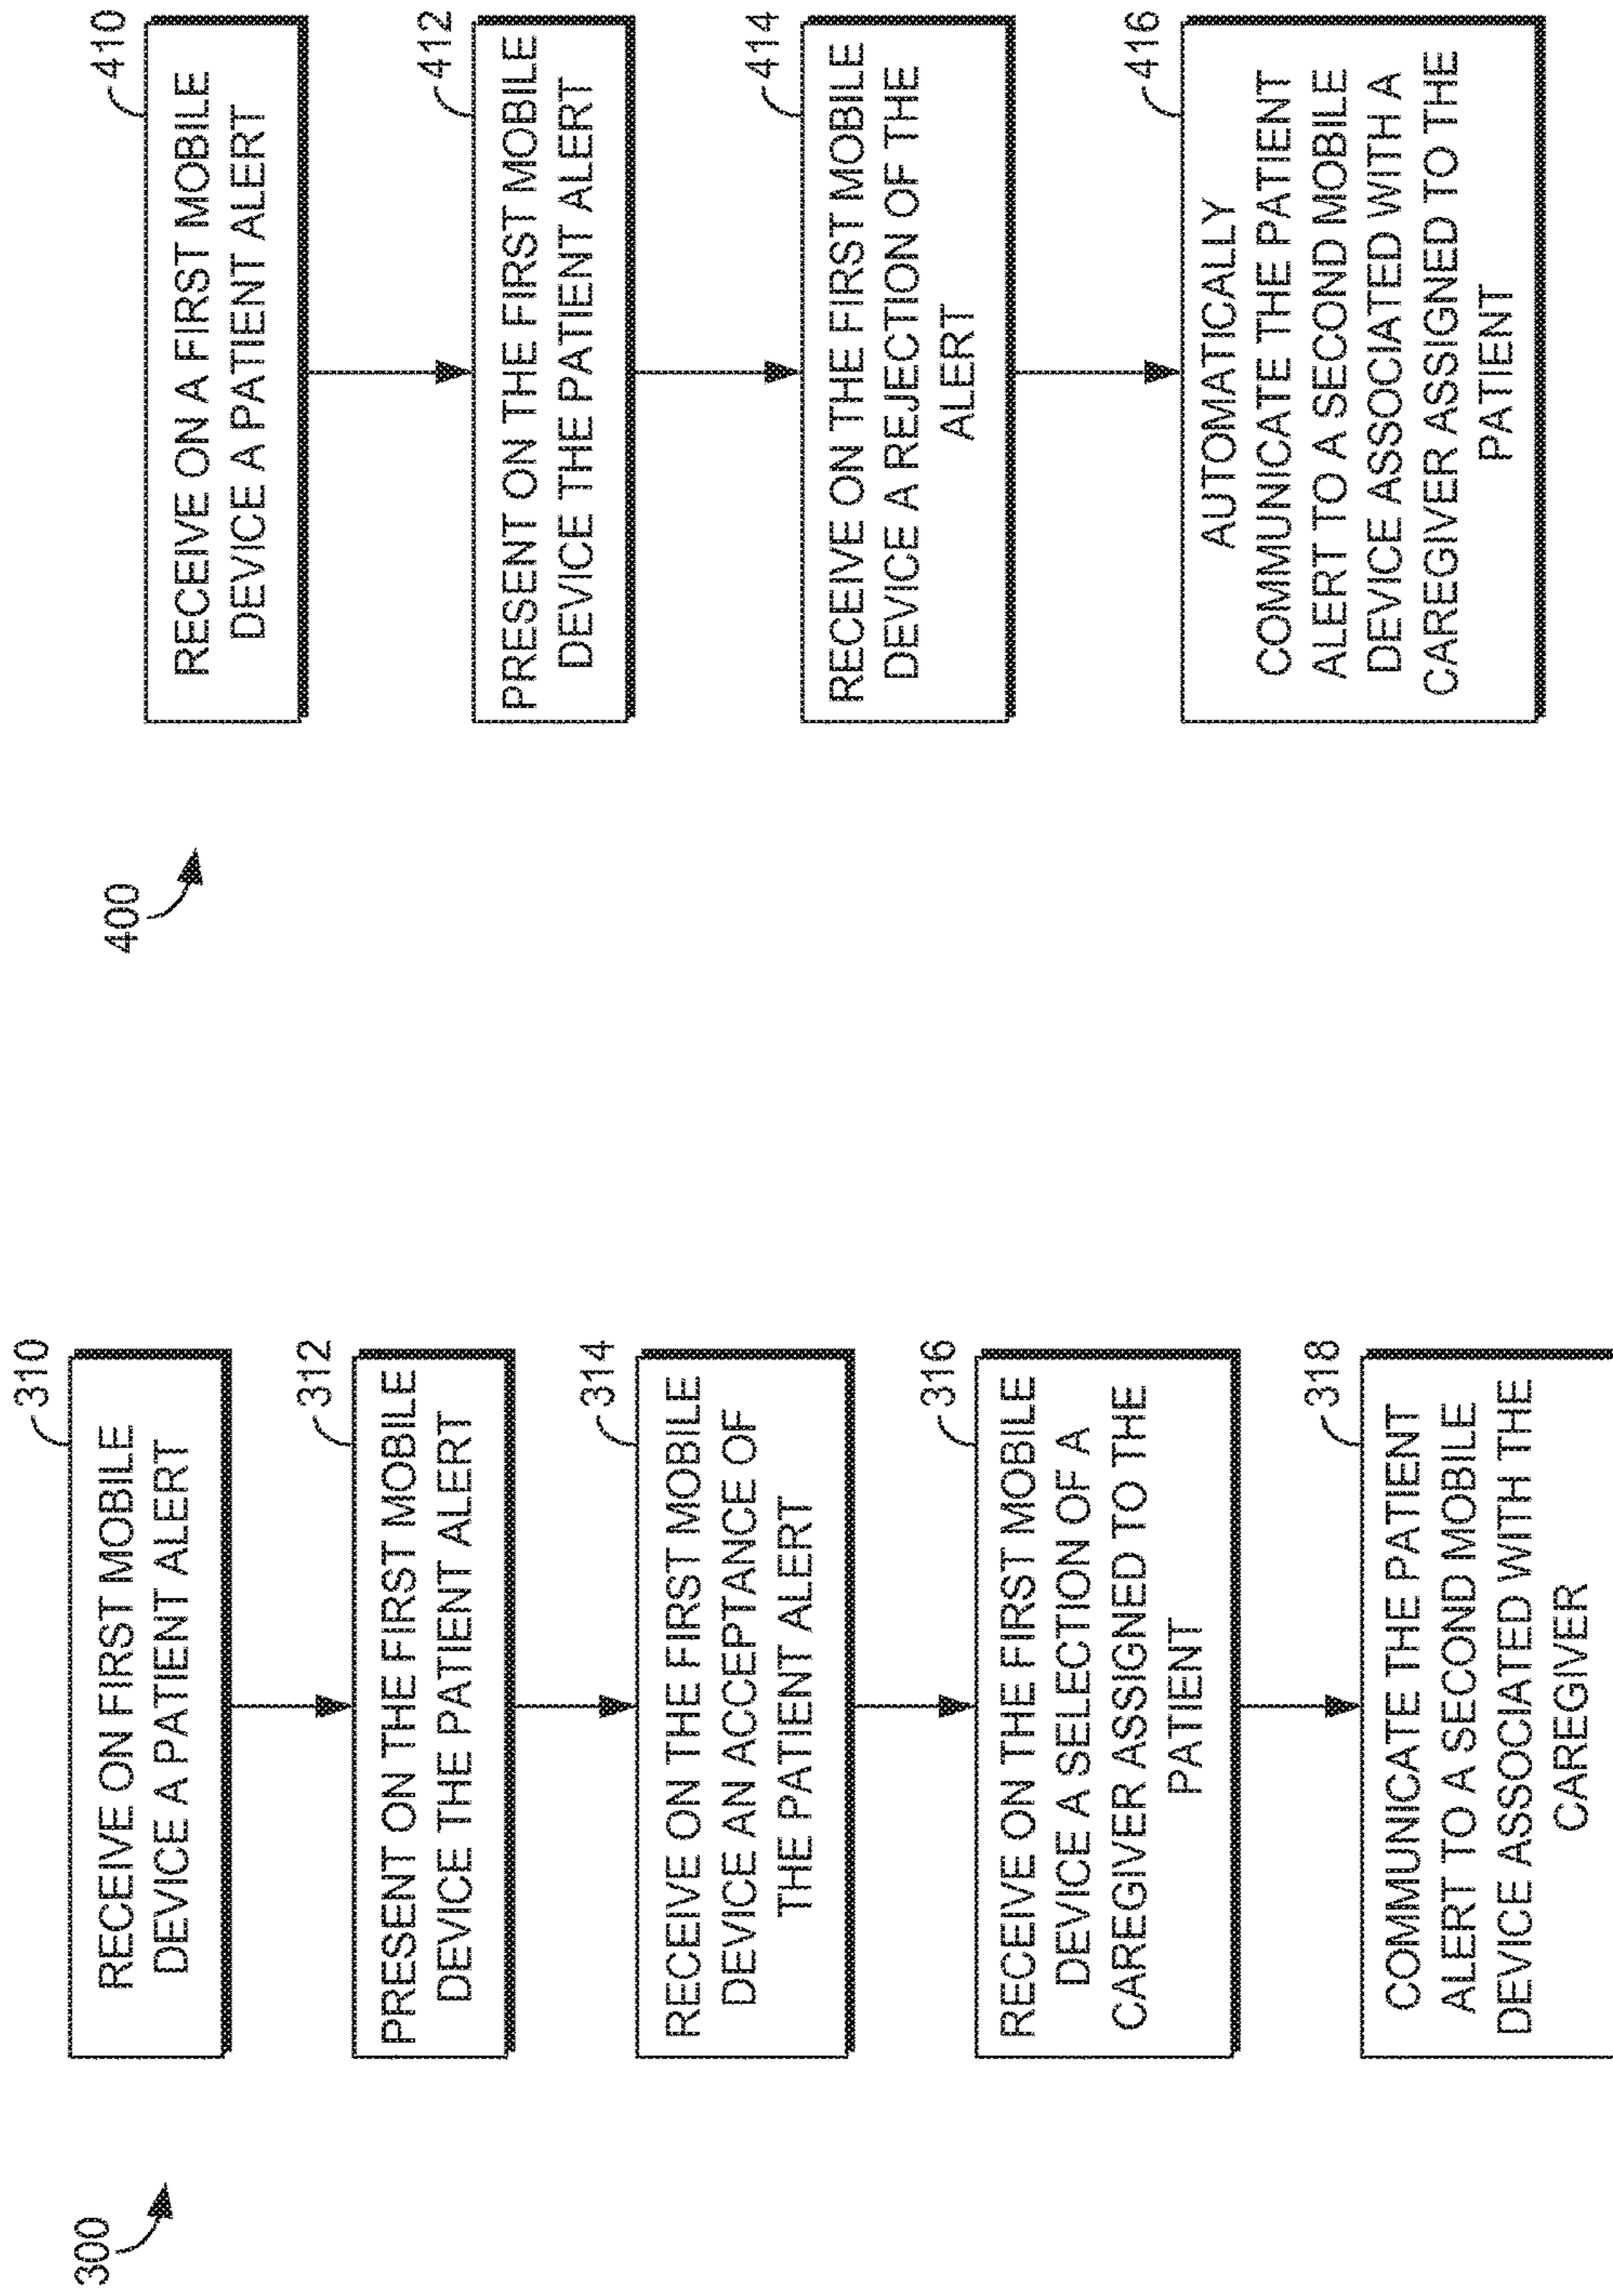 300
310
RECEIVE ON FIRST MOBILE
DEVICE A PATIENT ALERT
312
PRESENT ON THE FIRST MOBILE
DEVICE THE PATIENT ALERT
314
RECEIVE ON THE FIRST MOBILE
DEVICE AN ACCEPTANCE OF
THE PATIENT ALERT
316
RECEIVE ON THE FIRST MOBILE
DEVICE A SELECTION OF A
CAREGIVER ASSIGNED TO THE
PATIENT
318
COMMUNICATE THE PATIENT
ALERT TO A SECOND MOBILE
DEVICE ASSOCIATED WITH THE
CAREGIVER
400
410
RECEIVE ON A FIRST MOBILE
DEVICE A PATIENT ALERT
412
PRESENT ON THE FIRST MOBILE
DEVICE THE PATIENT ALERT
414
RECEIVE ON THE FIRST MOBILE
DEVICE A REJECTION OF THE
ALERT
416
AUTOMATICALLY
COMMUNICATE THE PATIENT
ALERT TO A SECOND MOBILE
DEVICE ASSOCIATED WITH A
CAREGIVER ASSIGNED TO THE
PATIENT